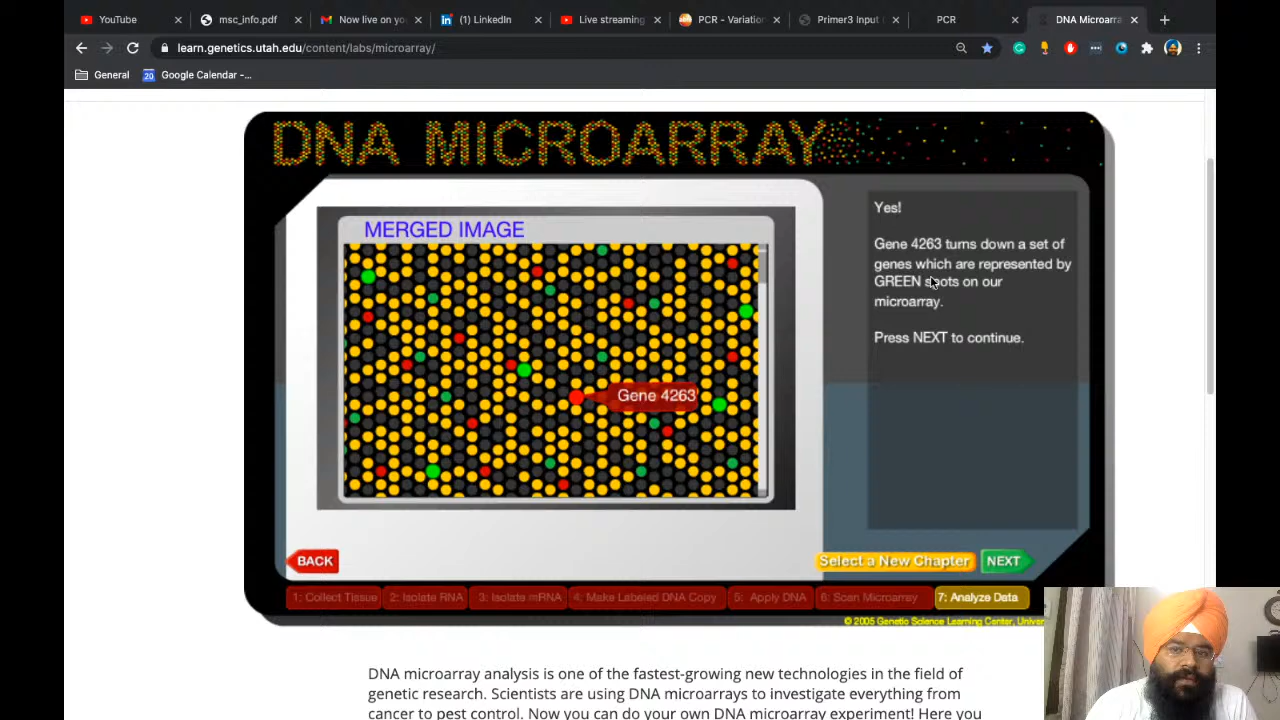 YouTube
msc_info.pdf
Now live on yo
(1) LinkedIn
Live streaming
PCR - Variation
Primer3 Input
PCR
DNA Microarra
learn.genetics.utah.edu/content/labs/microarray/
General
20
Google Calendar -...
DNA MICROARRAY
MERGED IMAGE
Gene 4263
Yes!
Gene 4263 turns down a set of
genes which are represented by
GREEN spots on our
microarray.
Press NEXT to continue.
BACK
Select a New Chapter
NEXT
1: Collect Tissue
2: Isolate RNA
3: Isolate mRNA
4: Make Labeled DNA Copy
5: Apply DNA
6: Scan Microarray
7: Analyze Data
© 2005 Genetic Science Learning Center, Univer
DNA microarray analysis is one of the fastest-growing new technologies in the field of
genetic research. Scientists are using DNA microarrays to investigate everything from
cancer to pest control. Now you can do your own DNA microarray experiment! Here you